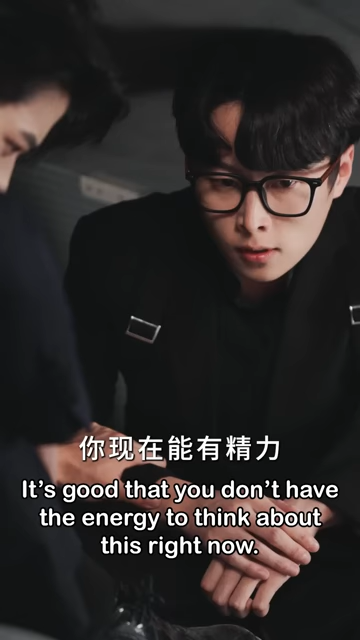 你现在能有精力
It's good that you don't have
the energy to think about
this right now.